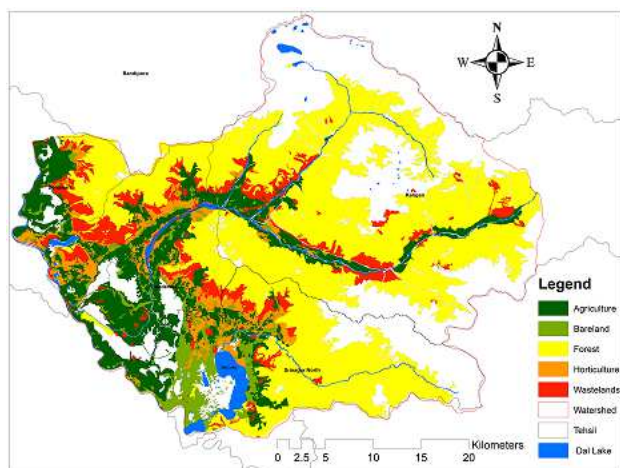 N
W E
S
Bandipora
Kangan
Srinagar North
Legend
Agriculture
Bareland
Forest
Horticulture
Wastelands
Watershed
Tehsil
Dal Lake
Kilometers
0 2.5 5 10 15 20